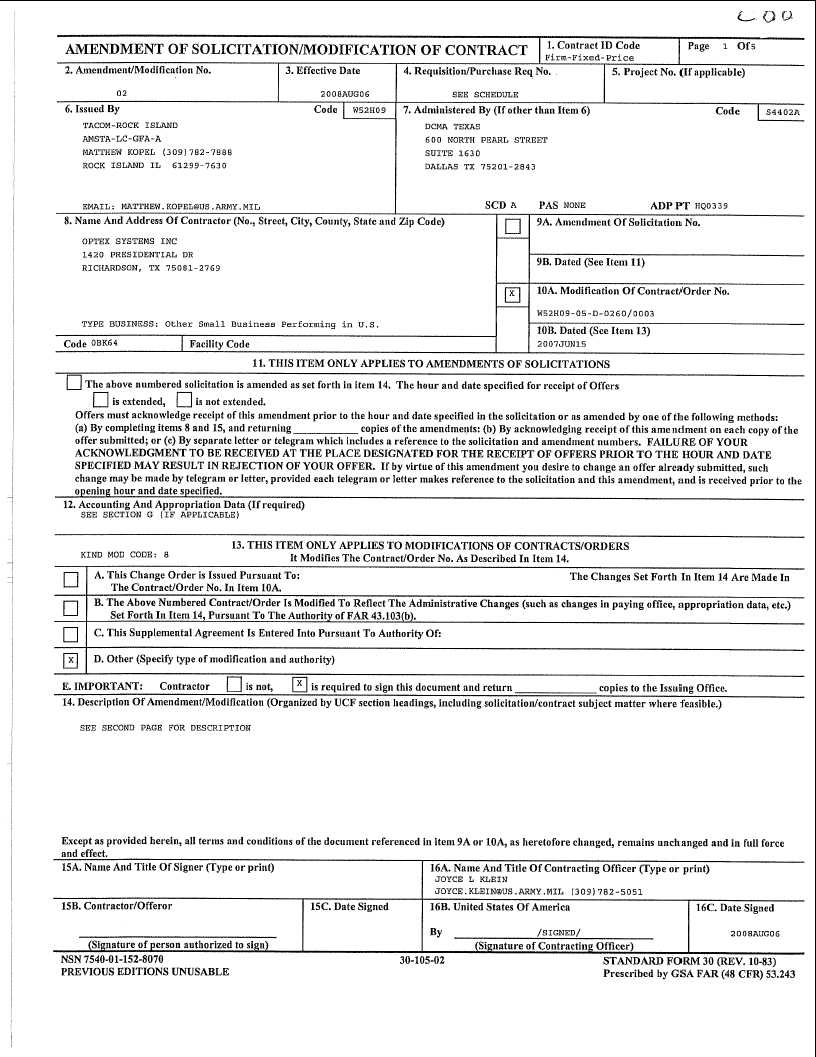 COO
AMENDMENT OF SOLICITATION/MODIFICATION OF CONTRACT
1. Contract ID Code
Firm-Fixed-Price
Page 1 Of 5
2. Amendment/Modification No.
02
3. Effective Date
2008AUG06
4. Requisition/Purchase Req No.
SEE SCHEDULE
5. Project No. (If applicable)
6. Issued By
Code W52H09
TACOM-ROCK ISLAND
AMSTA-LC-GFA-A
MATTHEW KOPEL (309)782-7888
ROCK ISLAND IL 61299-7630
EMAIL: MATTHEW.KOPEL@US.ARMY.MIL
7. Administered By (If other than Item 6)
Code S4402A
DCMA TEXAS
600 NORTH PEARL STREET
SUITE 1630
DALLAS TX 75201-2843
SCD A PAS NONE ADP PT HQ0339
8. Name And Address Of Contractor (No., Street, City, County, State and Zip Code)
OPTEX SYSTEMS INC
1420 PRESIDENTIAL DR
RICHARDSON, TX 75081-2769
TYPE BUSINESS: Other Small Business Performing in U.S.
Code 0BK64
Facility Code
9A. Amendment Of Solicitation No.
9B. Dated (See Item 11)
X
10A. Modification Of Contract/Order No.
W52H09-05-D-0260/0003
10B. Dated (See Item 13)
2007JUN15
11. THIS ITEM ONLY APPLIES TO AMENDMENTS OF SOLICITATIONS
The above numbered solicitation is amended as set forth in item 14. The hour and date specified for receipt of Offers
is extended, is not extended.
Offers must acknowledge receipt of this amendment prior to the hour and date specified in the solicitation or as amended by one of the following methods:
(a) By completing items 8 and 15, and returning ____________ copies of the amendments: (b) By acknowledging receipt of this amendment on each copy of the
offer submitted; or (c) By separate letter or telegram which includes a reference to the solicitation and amendment numbers. FAILURE OF YOUR
ACKNOWLEDGMENT TO BE RECEIVED AT THE PLACE DESIGNATED FOR THE RECEIPT OF OFFERS PRIOR TO THE HOUR AND DATE
SPECIFIED MAY RESULT IN REJECTION OF YOUR OFFER. If by virtue of this amendment you desire to change an offer already submitted, such
change may be made by telegram or letter, provided each telegram or letter makes reference to the solicitation and this amendment, and is received prior to the
opening hour and date specified.
12. Accounting And Appropriation Data (If required)
SEE SECTION G (IF APPLICABLE)
13. THIS ITEM ONLY APPLIES TO MODIFICATIONS OF CONTRACTS/ORDERS
KIND MOD CODE: 8
It Modifies The Contract/Order No. As Described In Item 14.
A. This Change Order is Issued Pursuant To: The Changes Set Forth In Item 14 Are Made In
The Contract/Order No. In Item 10A.
B. The Above Numbered Contract/Order Is Modified To Reflect The Administrative Changes (such as changes in paying office, appropriation data, etc.)
Set Forth In Item 14, Pursuant To The Authority of FAR 43.103(b).
C. This Supplemental Agreement Is Entered Into Pursuant To Authority Of:
X D. Other (Specify type of modification and authority)
E. IMPORTANT: Contractor is not, X is required to sign this document and return _______________ copies to the Issuing Office.
14. Description Of Amendment/Modification (Organized by UCF section headings, including solicitation/contract subject matter where feasible.)
SEE SECOND PAGE FOR DESCRIPTION
Except as provided herein, all terms and conditions of the document referenced in item 9A or 10A, as heretofore changed, remains unchanged and in full force
and effect.
15A. Name And Title Of Signer (Type or print)
16A. Name And Title Of Contracting Officer (Type or print)
JOYCE L KLEIN
JOYCE.KLEIN@US.ARMY.MIL (309)782-5051
15B. Contractor/Offeror
(Signature of person authorized to sign)
15C. Date Signed
16B. United States Of America
By /SIGNED/
(Signature of Contracting Officer)
16C. Date Signed
2008AUG06
NSN 7540-01-152-8070
PREVIOUS EDITIONS UNUSABLE
30-105-02
STANDARD FORM 30 (REV. 10-83)
Prescribed by GSA FAR (48 CFR) 53.243